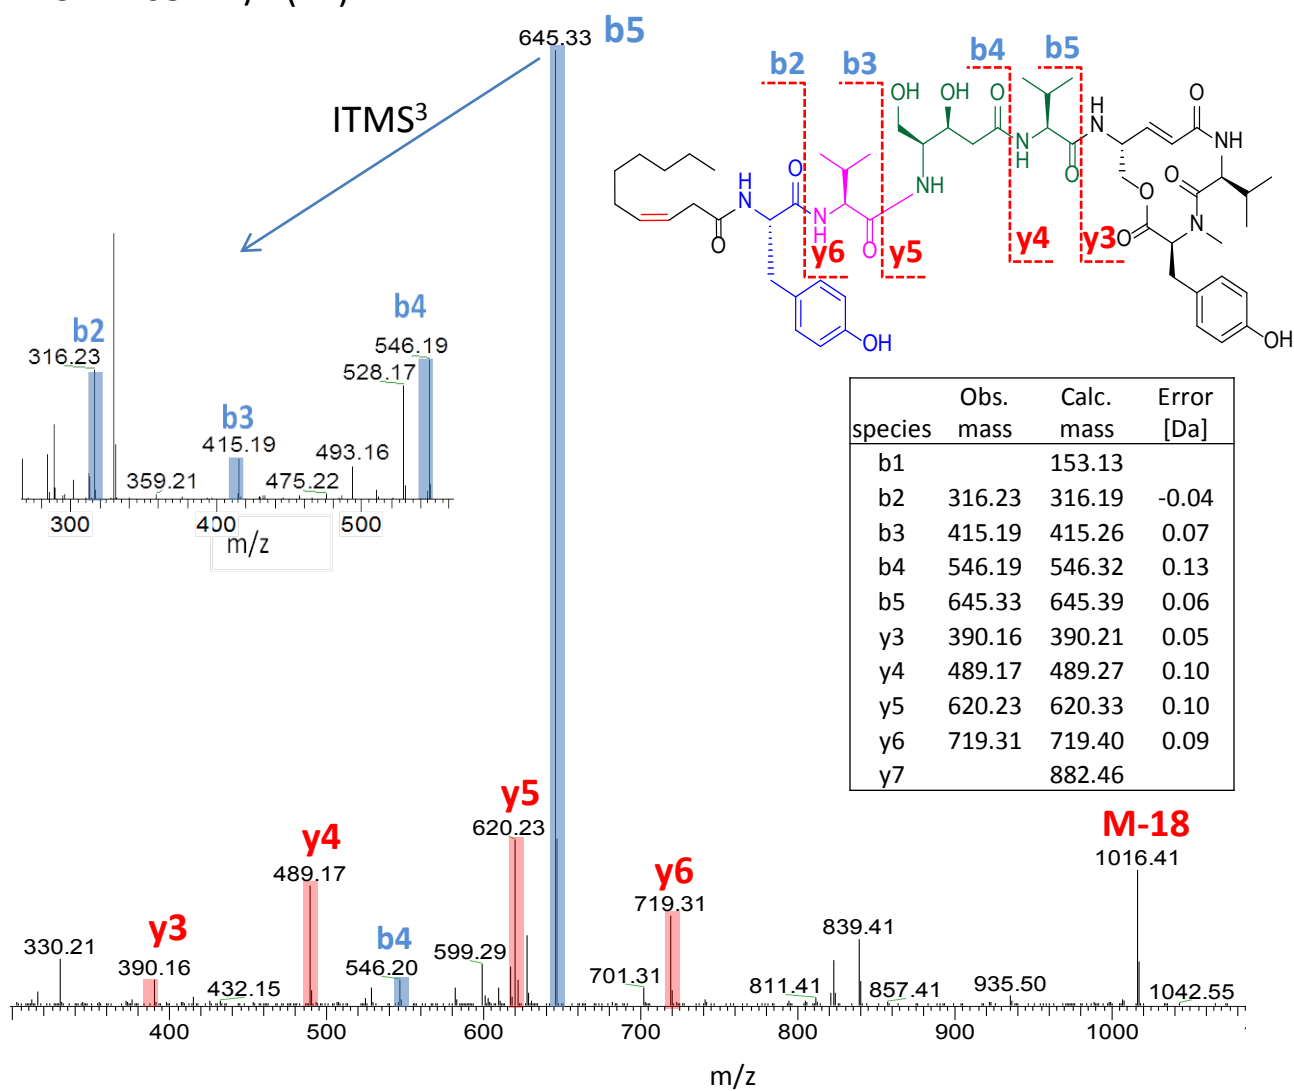 645.33
b5
ITMS3
b2
b3
b4
b5
OH
OH
O
O
H
N
O
N
H
O
N
H
O
NH
O
N
H
O
y6
y5
y4
y3
O
O
N
O
NH
OH
OH
b2
316.23
b3
415.19
b4
546.19
528.17
493.16
359.21
475.22
300
400
500
m/z
species Obs. mass Calc. mass Error [Da]
b1 153.13
b2 316.23 316.19 -0.04
b3 415.19 415.26 0.07
b4 546.19 546.32 0.13
b5 645.33 645.39 0.06
y3 390.16 390.21 0.05
y4 489.17 489.27 0.10
y5 620.23 620.33 0.10
y6 719.31 719.40 0.09
y7 882.46
y3
390.16
y4
489.17
b4
546.20
y5
620.23
y6
719.31
M-18
1016.41
330.21
432.15
599.29
701.31
811.41
839.41
857.41
935.50
1042.55
400 500 600 700 800 900 1000
m/z